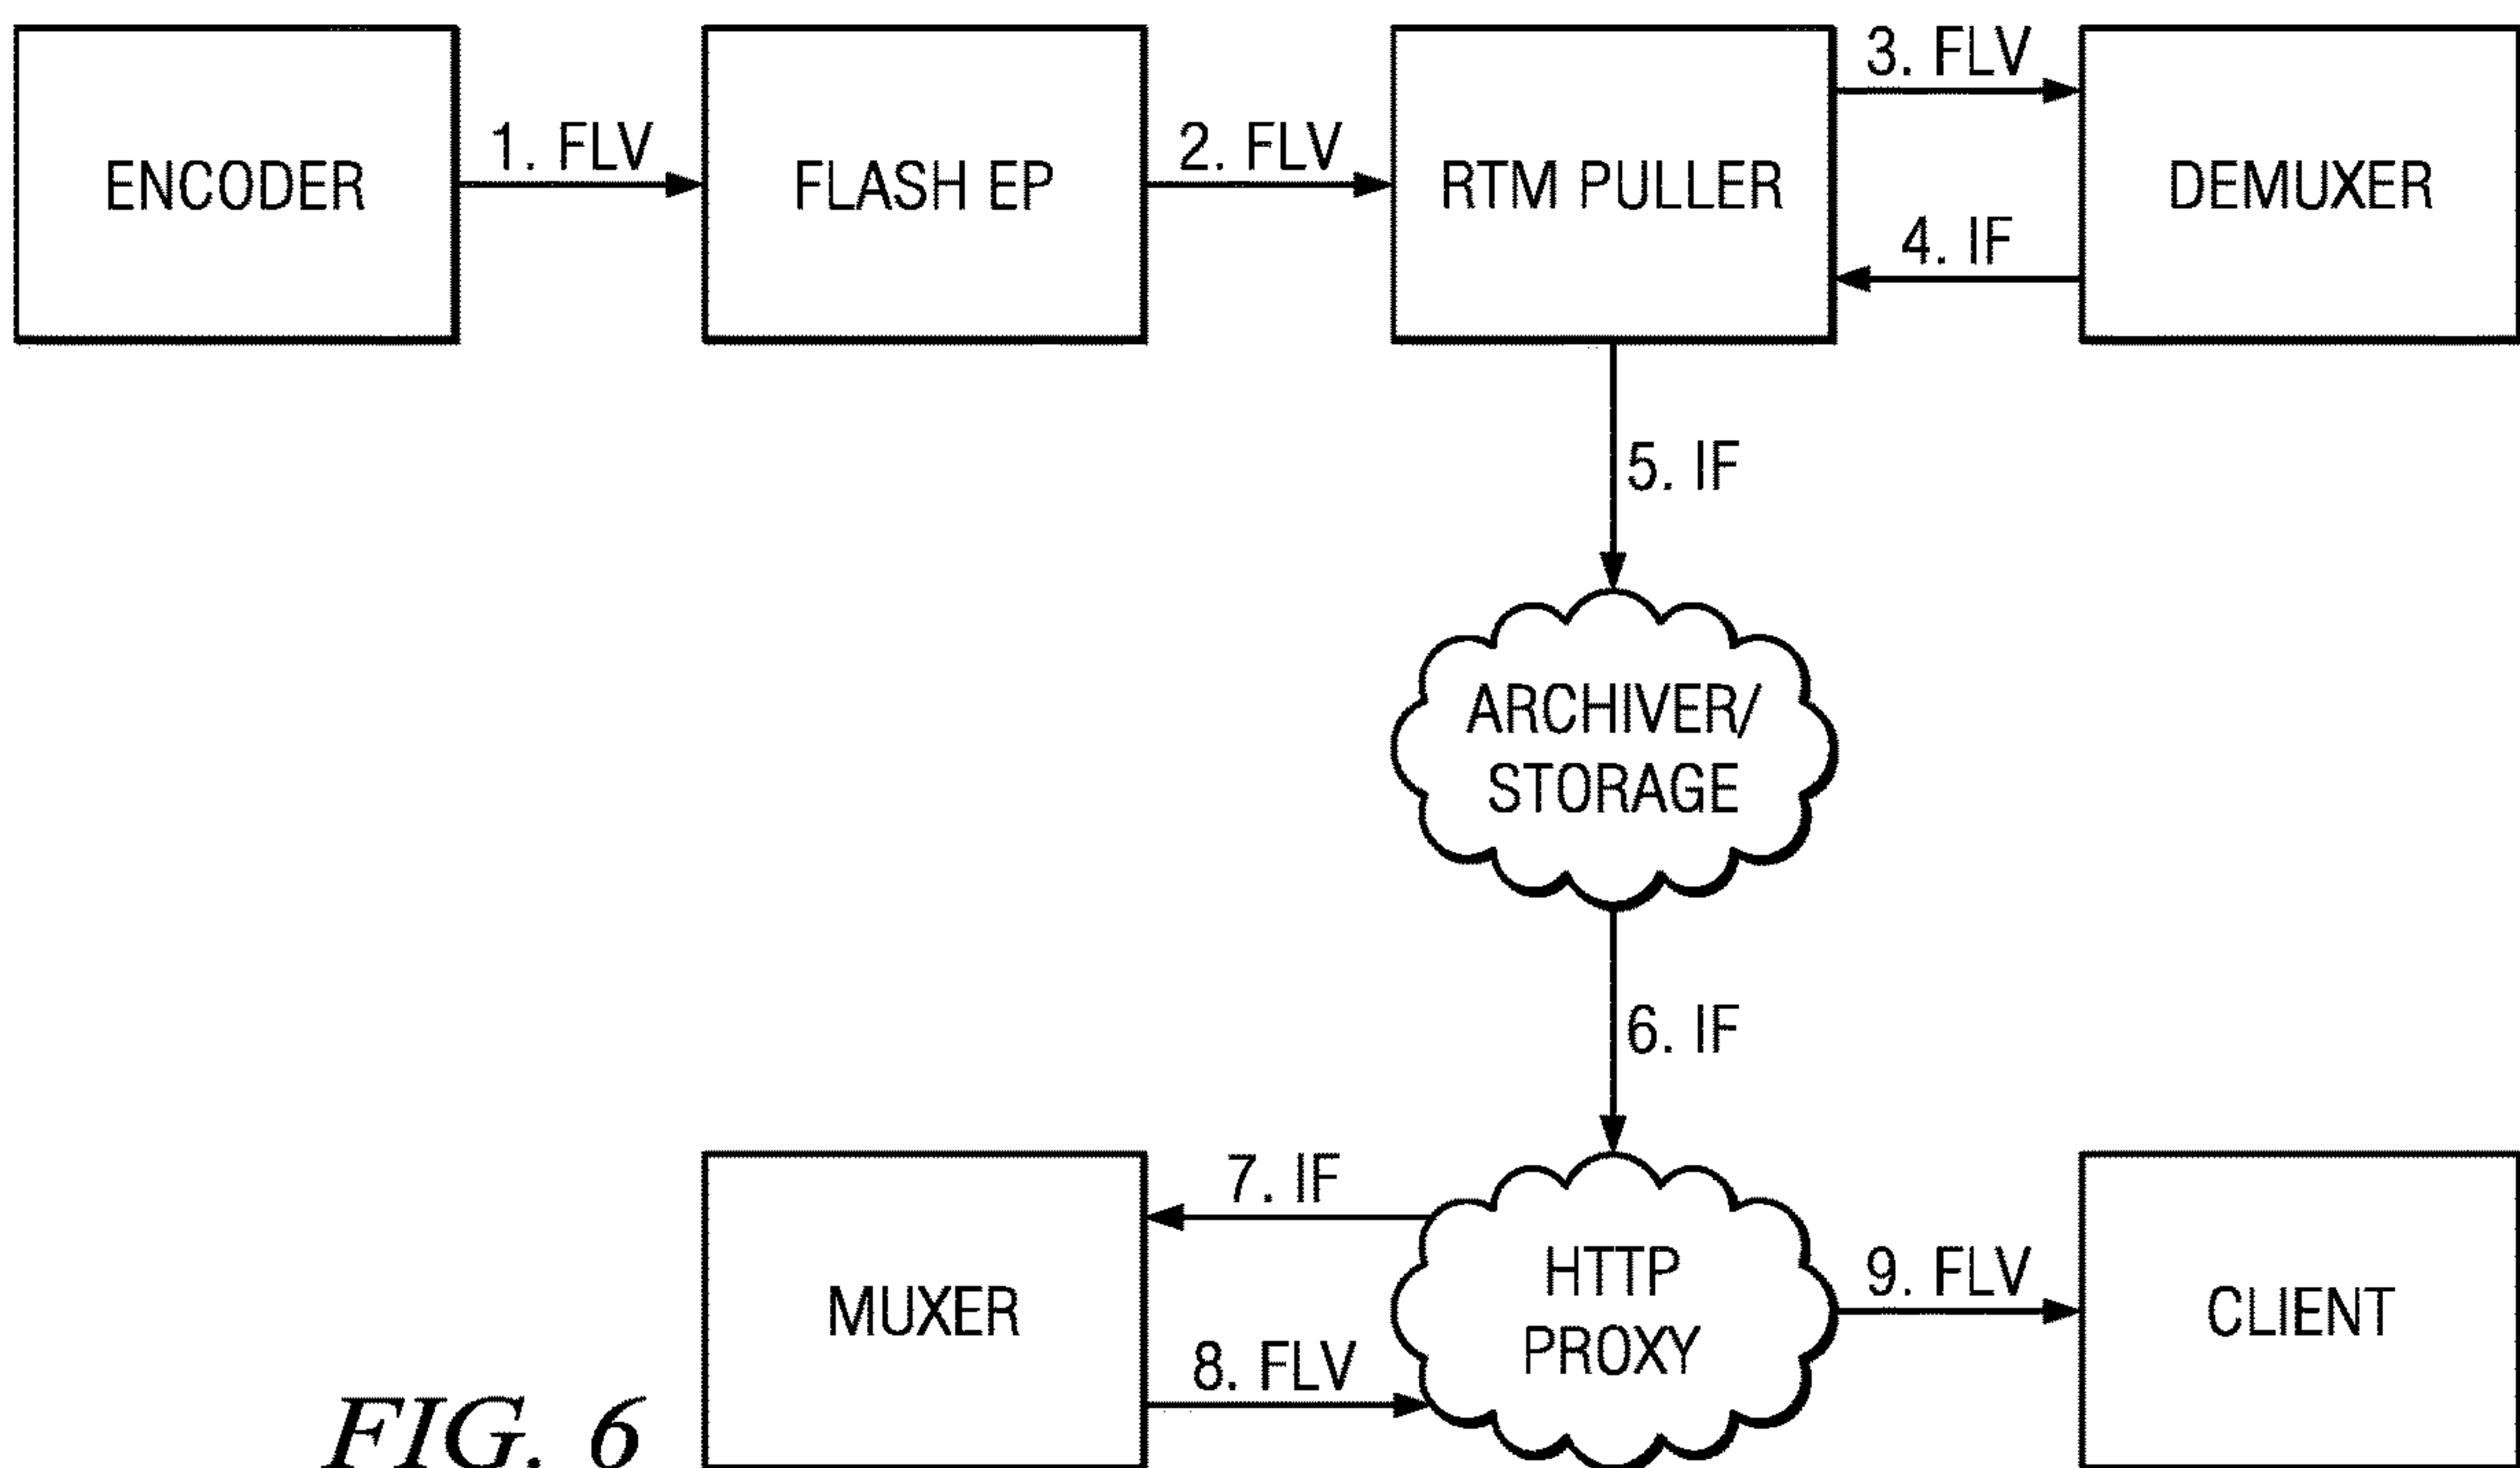 ENCODER
1. FLV
FLASH EP
2. FLV
RTM PULLER
3. FLV
4. IF
DEMUXER
5. IF
ARCHIVER/
STORAGE
6. IF
MUXER
7. IF
8. FLV
HTTP
PROXY
9. FLV
CLIENT
FIG. 6